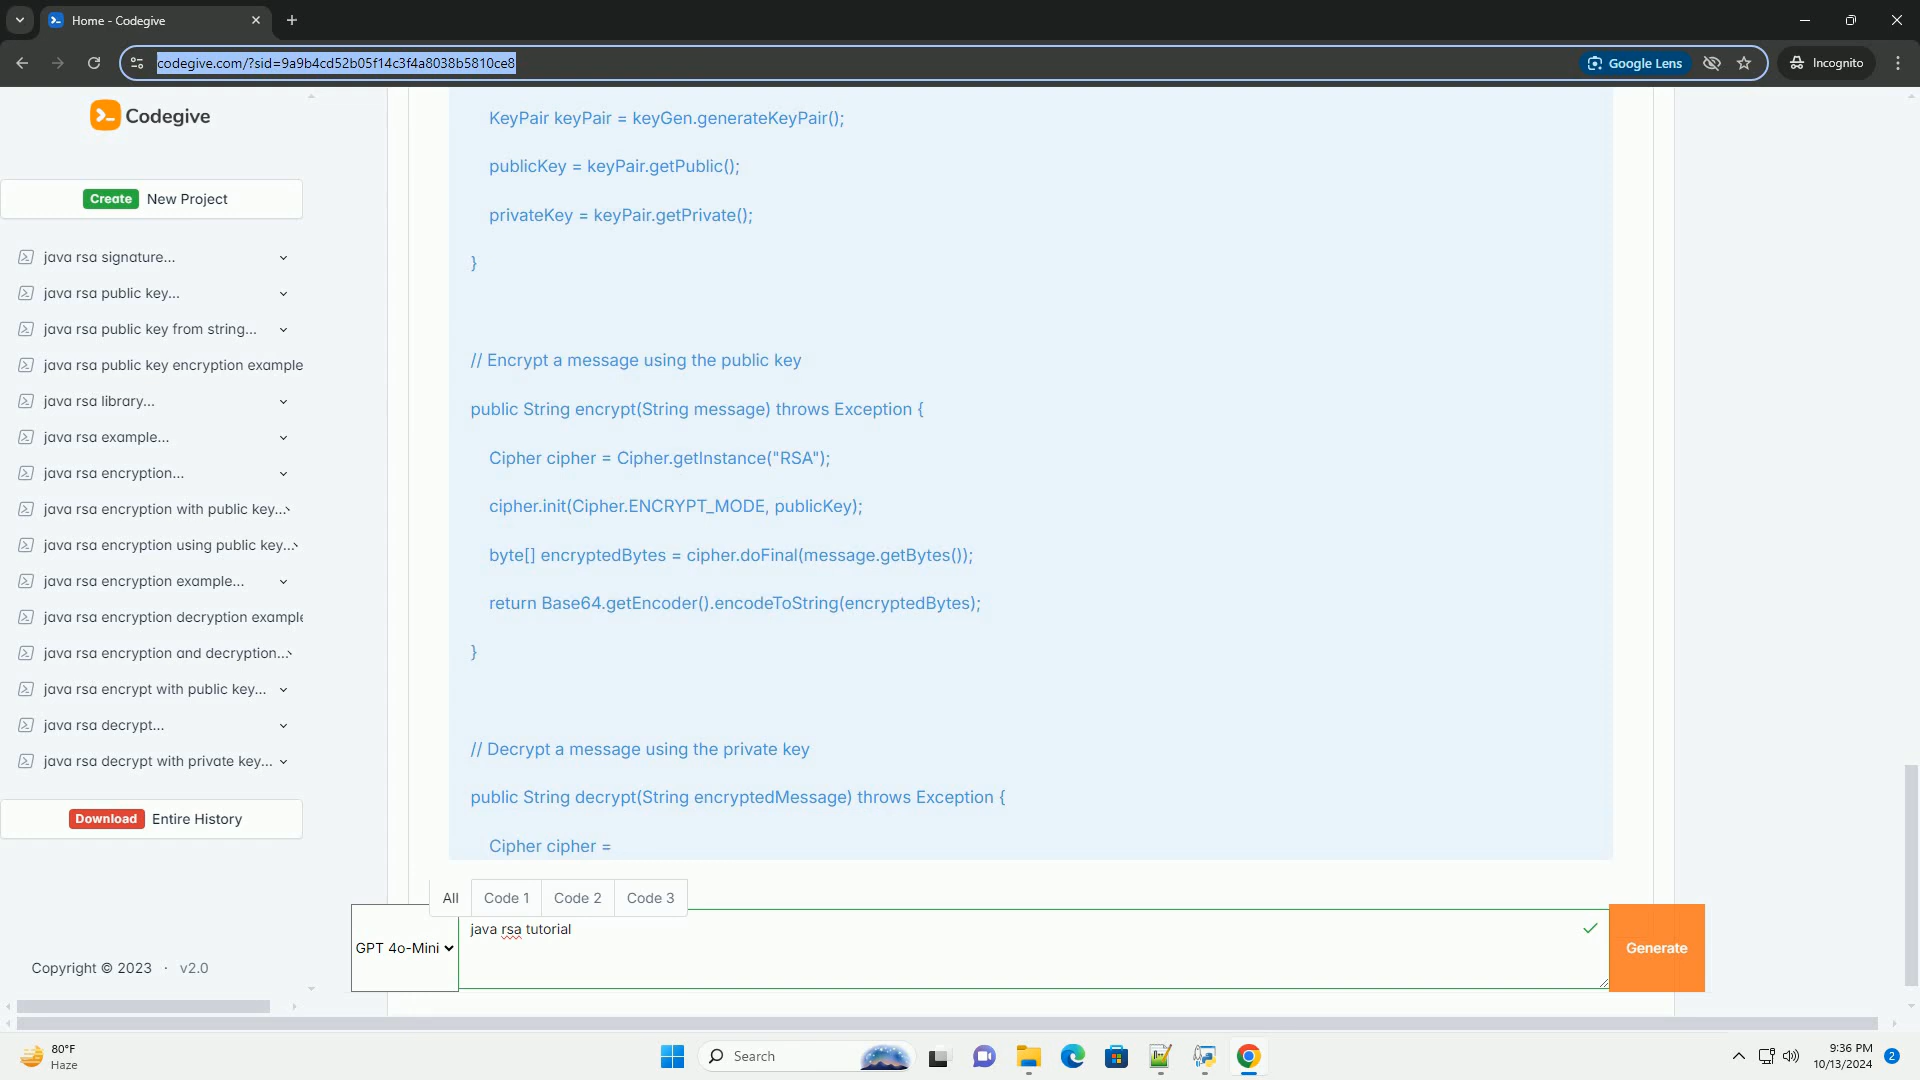 Home - Codegive
codegive.com/?sid=9a9b4cd52b05f14c3f4a8038b5810ce8
Google Lens
Incognito
Codegive
Create New Project
java rsa signature...
java rsa public key...
java rsa public key from string...
java rsa public key encryption example
java rsa library...
java rsa example...
java rsa encryption...
java rsa encryption with public key...
java rsa encryption using public key...
java rsa encryption example...
java rsa encryption decryption example
java rsa encryption and decryption...
java rsa encrypt with public key...
java rsa decrypt...
java rsa decrypt with private key...
Download Entire History
Copyright © 2023 · v2.0
KeyPair keyPair = keyGen.generateKeyPair();
publicKey = keyPair.getPublic();
privateKey = keyPair.getPrivate();
}
// Encrypt a message using the public key
public String encrypt(String message) throws Exception {
Cipher cipher = Cipher.getInstance("RSA");
cipher.init(Cipher.ENCRYPT_MODE, publicKey);
byte[] encryptedBytes = cipher.doFinal(message.getBytes());
return Base64.getEncoder().encodeToString(encryptedBytes);
}
// Decrypt a message using the private key
public String decrypt(String encryptedMessage) throws Exception {
Cipher cipher =
All Code 1 Code 2 Code 3
GPT 4o-Mini
java rsa tutorial
Generate
80°F
Haze
Search
9:36 PM
10/13/2024
2